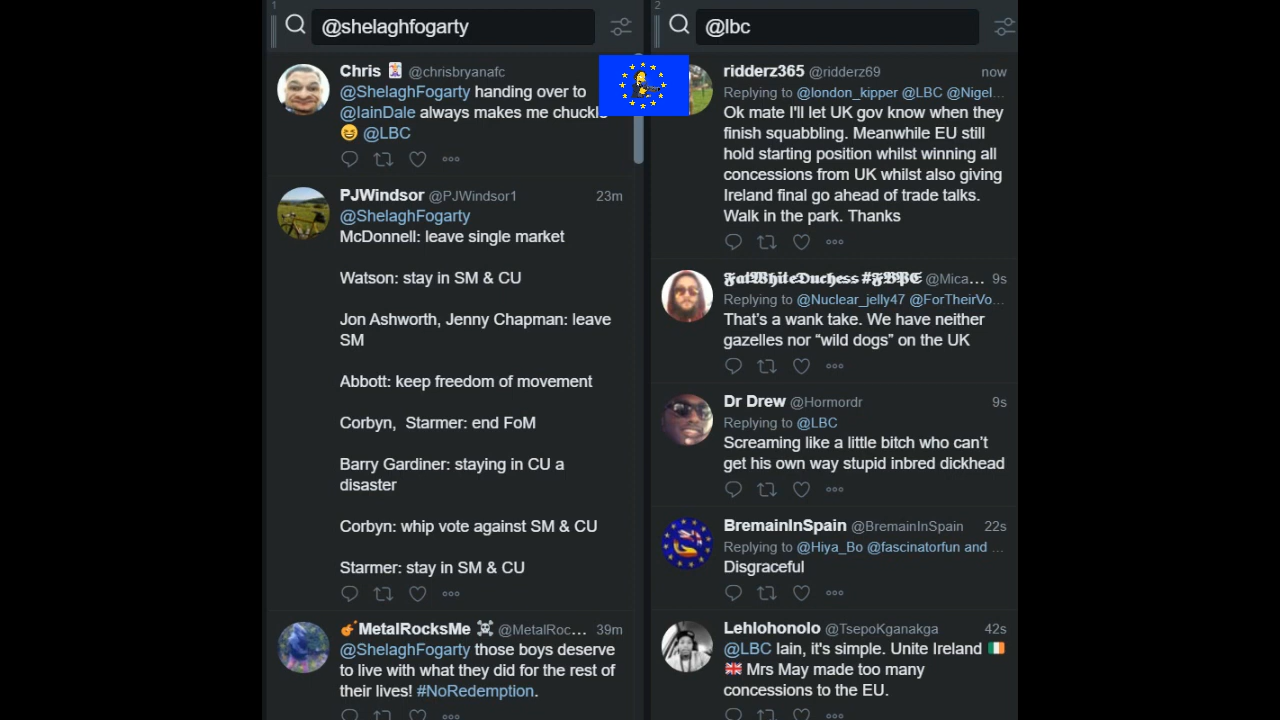 1
@shelaghfogarty
Chris 🃏 @chrisbryanafc
@ShelaghFogarty handing over to
@IainDale always makes me chuckle
😆 @LBC
PJWindsor @PJWindsor1 23m
@ShelaghFogarty
McDonnell: leave single market
Watson: stay in SM & CU
Jon Ashworth, Jenny Chapman: leave
SM
Abbott: keep freedom of movement
Corbyn,  Starmer: end FoM
Barry Gardiner: staying in CU a
disaster
Corbyn: whip vote against SM & CU
Starmer: stay in SM & CU
MetalRocksMe ☠ @MetalRoc... 39m
@ShelaghFogarty those boys deserve
to live with what they did for the rest of
their lives! #NoRedemption.
2
@lbc
ridderz365 @ridderz69 now
Replying to @london_kipper @LBC @Nigel...
Ok mate I'll let UK gov know when they
finish squabbling. Meanwhile EU still
hold starting position whilst winning all
concessions from UK whilst also giving
Ireland final go ahead of trade talks.
Walk in the park. Thanks
𝕱𝖆𝖙𝖂𝖍𝖎𝖙𝖊𝕯𝖚𝖈𝖍𝖊𝖘𝖘 #𝕱𝕭𝕻𝕰 @Mica... 9s
Replying to @Nuclear_jelly47 @ForTheirVo...
That's a wank take. We have neither
gazelles nor “wild dogs” on the UK
Dr Drew @Hormordr 9s
Replying to @LBC
Screaming like a little bitch who can't
get his own way stupid inbred dickhead
BremainInSpain @BremainInSpain 22s
Replying to @Hiya_Bo @fascinatorfun and ...
Disgraceful
Lehlohonolo @TsepoKganakga 42s
@LBC Iain, it's simple. Unite Ireland 🇮🇪
🇬🇧 Mrs May made too many
concessions to the EU.